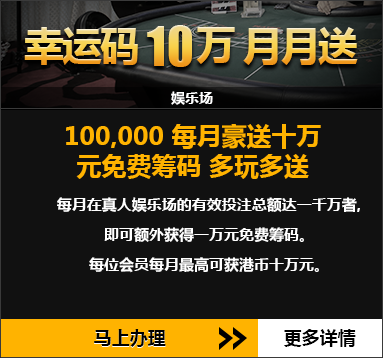 幸运码 10万 月月送
娱乐场
100,000 每月豪送十万
元免费筹码 多玩多送
每月在真人娱乐场的有效投注总额达一千万者,
即可额外获得一万元免费筹码。
每位会员每月最高可获港币十万元。
马上办理
更多详情